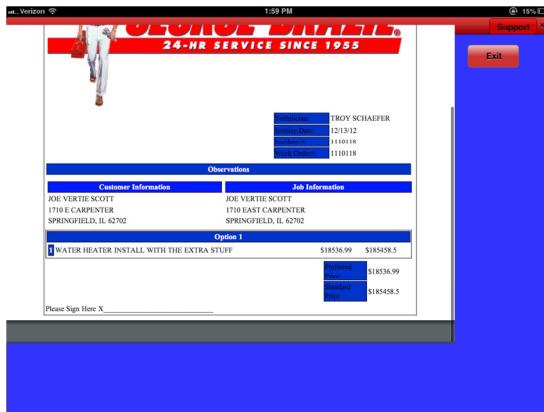 Verizon 1:59 PM 15%
Support
Exit
GEORGE BRAZIL
24-HR SERVICE SINCE 1955
Technician: TROY SCHAEFER
Invoice Date: 12/13/12
1110118
Work Order#: 1110118
Observations
Customer Information Job Information
JOE VERTIE SCOTT JOE VERTIE SCOTT
1710 E CARPENTER 1710 EAST CARPENTER
SPRINGFIELD, IL 62702 SPRINGFIELD, IL 62702
Option 1
1 WATER HEATER INSTALL WITH THE EXTRA STUFF $18536.99 $185458.5
Preferred Price $18536.99
Standard Price $185458.5
Please Sign Here X